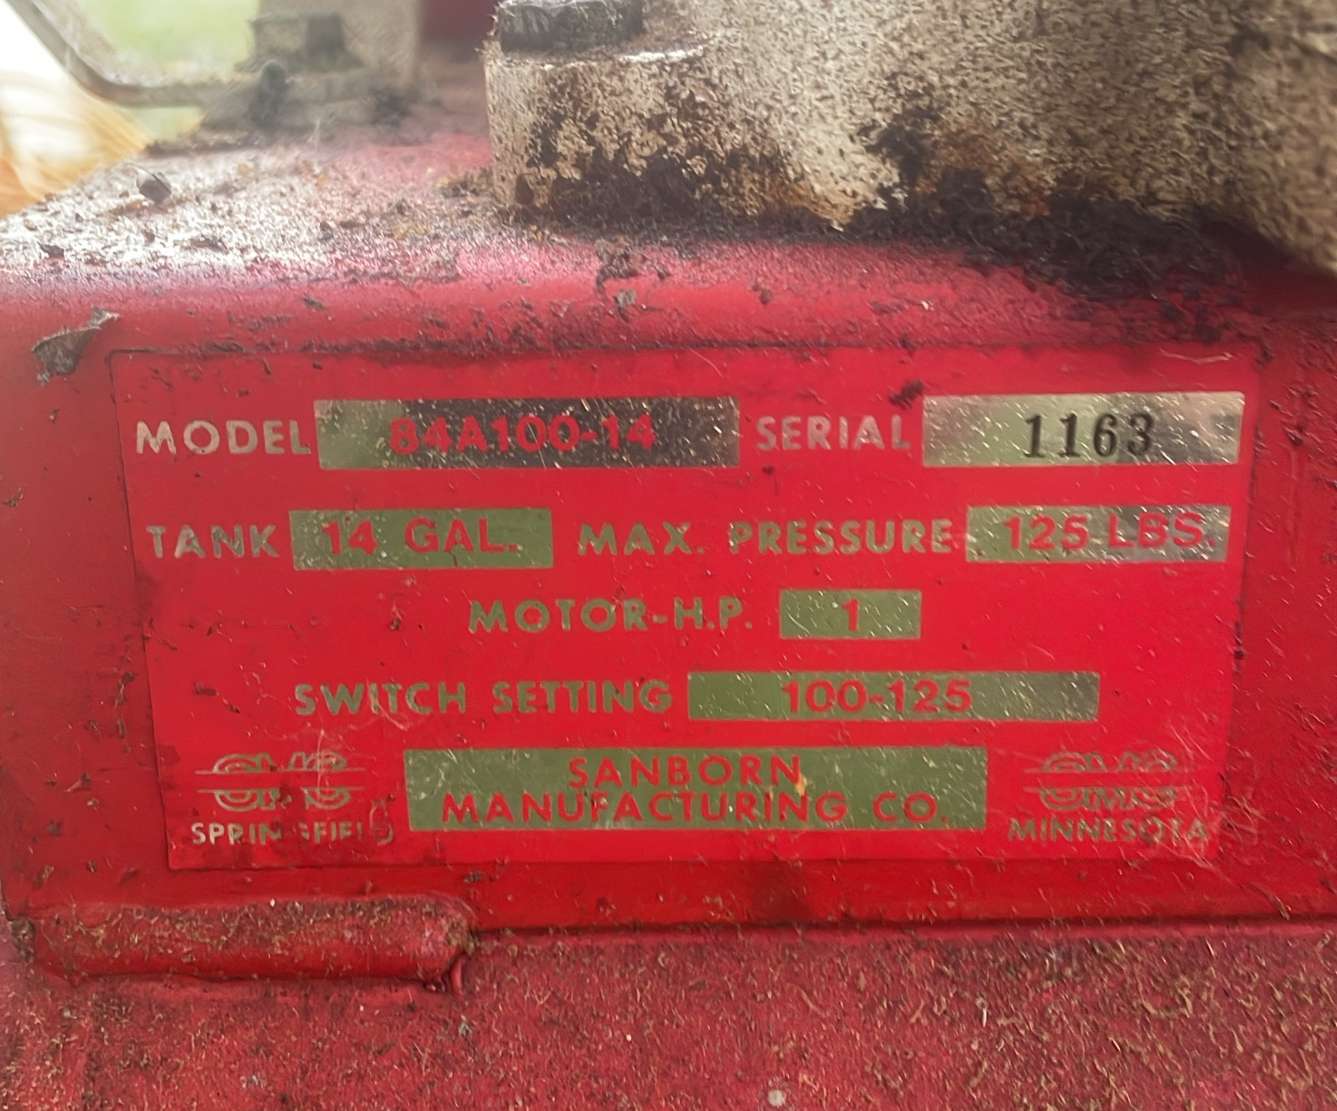 MODEL 84A100-14 SERIAL 1163
TANK 14 GAL. MAX. PRESSURE 125 LBS.
MOTOR-H.P. 1
SWITCH SETTING 100-125
SANBORN
MANUFACTURING CO.
SPRINGFIELD MINNESOTA